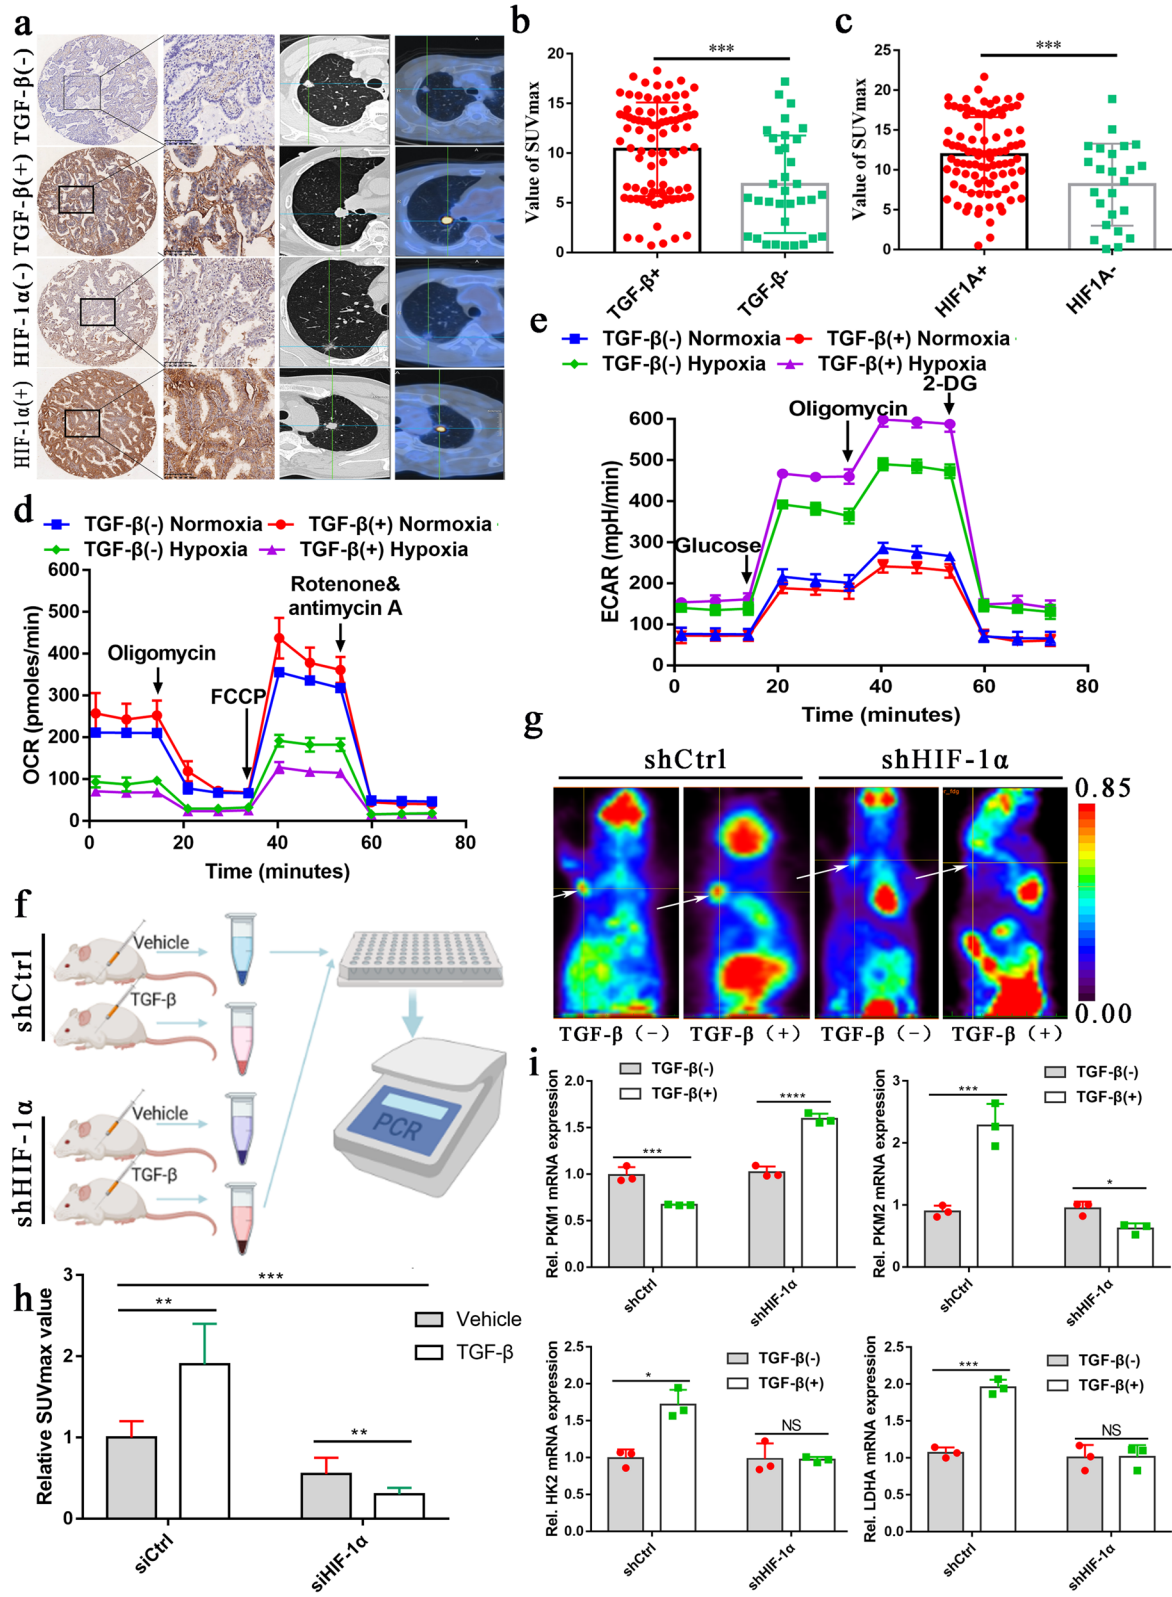 a
TGF-β(-)
TGF-β(+)
HIF-1α(-)
HIF-1α(+)
b
***
Value of SUVmax
20
15
10
5
0
TGF-β+
TGF-β-
c
***
Value of SUVmax
25
20
15
10
5
0
HIF1A+
HIF1A-
d
TGF-β(-) Normoxia
TGF-β(+) Normoxia
TGF-β(-) Hypoxia
TGF-β(+) Hypoxia
OCR (pmoles/min)
600
500
400
300
200
100
0
Oligomycin
FCCP
Rotenone&
antimycin A
0
20
40
60
80
Time (minutes)
e
TGF-β(-) Normoxia
TGF-β(+) Normoxia
TGF-β(-) Hypoxia
TGF-β(+) Hypoxia
2-DG
Oligomycin
Glucose
ECAR (mpH/min)
600
500
400
300
200
100
0
0
20
40
60
80
Time (minutes)
f
shCtrl
Vehicle
TGF-β
shHIF-1α
Vehicle
TGF-β
PCR
g
shCtrl
shHIF-1α
0.85
0.00
TGF-β (-)
TGF-β (+)
TGF-β (-)
TGF-β (+)
h
Relative SUVmax value
3
2
1
0
***
**
**
Vehicle
TGF-β
siCtrl
siHIF-1α
i
TGF-β(-)
TGF-β(+)
Rel. PKM1 mRNA expression
2.0
1.5
1.0
0.5
0.0
***
****
shCtrl
shHIF-1α
TGF-β(-)
TGF-β(+)
Rel. PKM2 mRNA expression
3
2
1
0
***
*
shCtrl
shHIF-1α
TGF-β(-)
TGF-β(+)
Rel. HK2 mRNA expression
2.5
2.0
1.5
1.0
0.5
0.0
*
NS
shCtrl
shHIF-1α
TGF-β(-)
TGF-β(+)
Rel. LDHA mRNA expression
2.5
2.0
1.5
1.0
0.5
0.0
***
NS
shCtrl
shHIF-1α